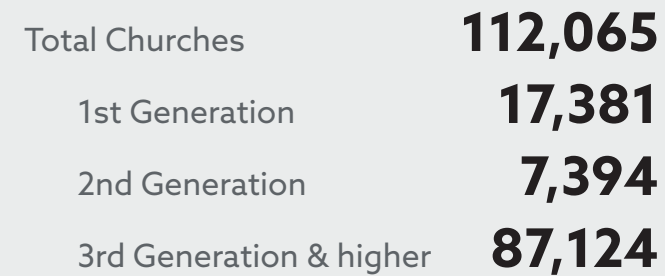 Total Churches 112,065
1st Generation 17,381
2nd Generation 7,394
3rd Generation & higher 87,124